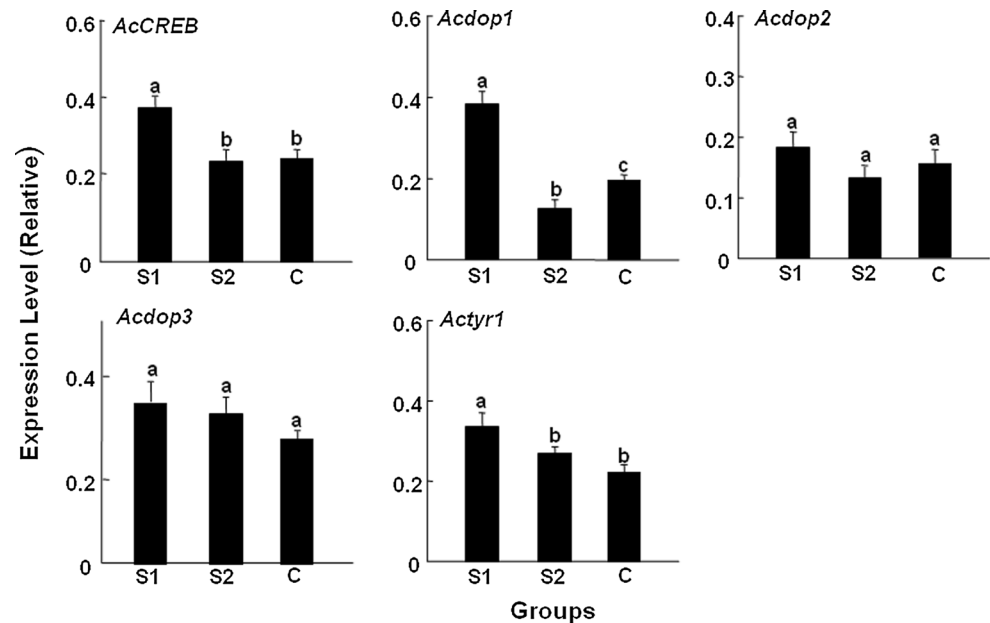 Expression Level (Relative)
AcCREB
0.6
0.4
0.2
0
a
b
b
S1 S2 C
Acdop1
0.6
0.4
0.2
0
a
b
c
S1 S2 C
Acdop2
0.4
0.3
0.2
0.1
0
a
a
a
S1 S2 C
Acdop3
0.4
0.2
0
a
a
a
S1 S2 C
Actyr1
0.6
0.4
0.2
0
a
b
b
S1 S2 C
Groups